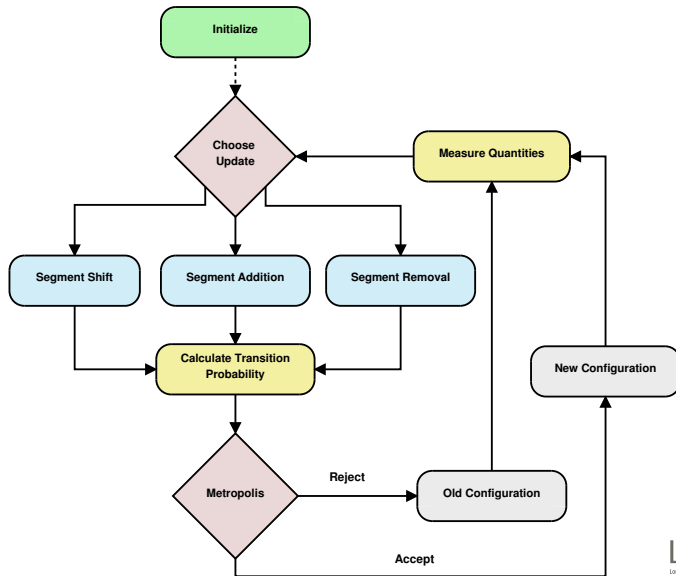 Initialize
Choose
Update
Measure Quantities
Segment Shift
Segment Addition
Segment Removal
Calculate Transition
Probability
New Configuration
Metropolis
Reject
Old Configuration
Accept